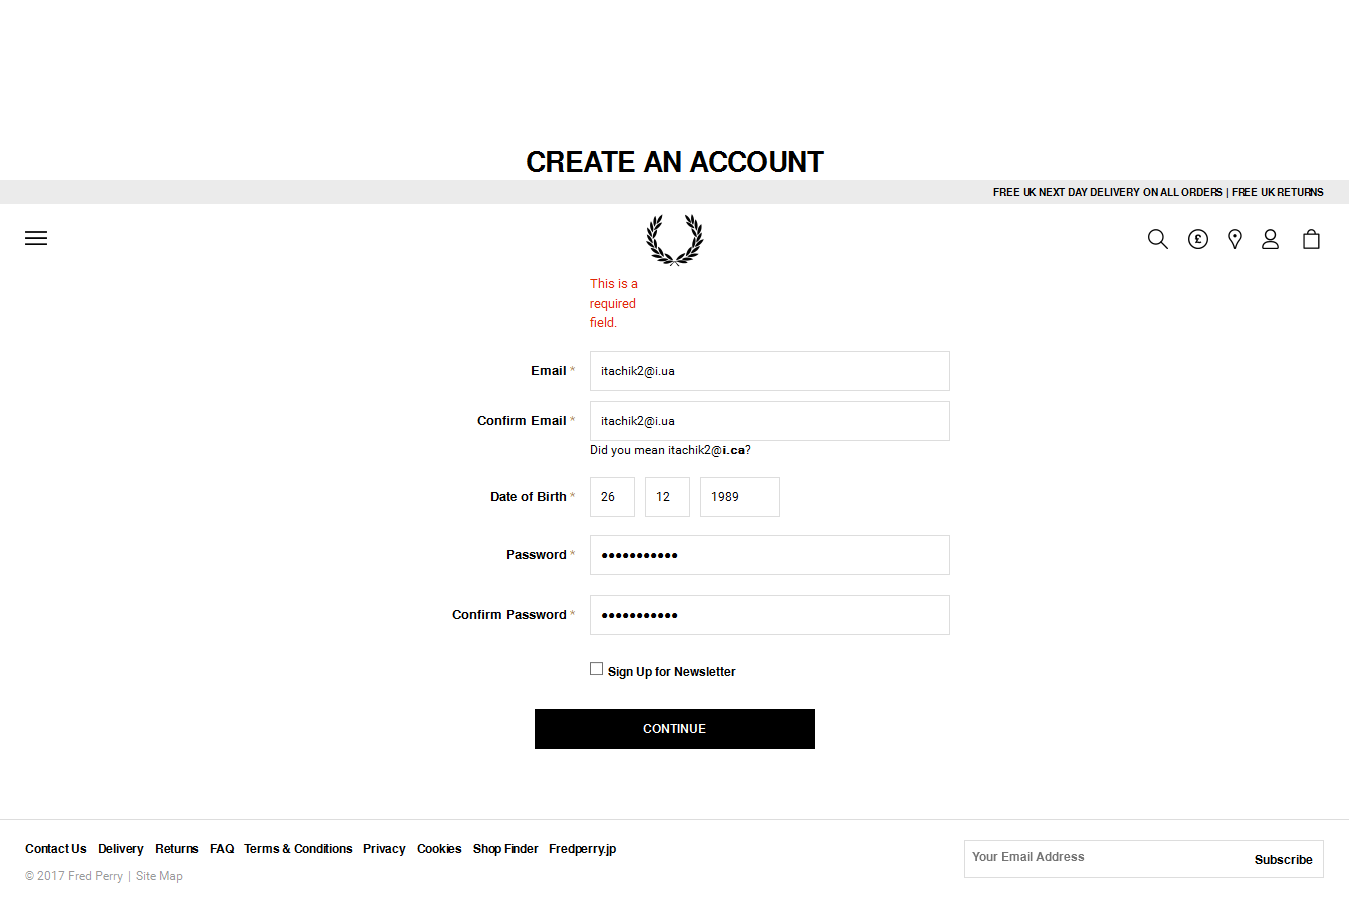 CREATE AN ACCOUNT
FREE UK NEXT DAY DELIVERY ON ALL ORDERS | FREE UK RETURNS
£
This is a
required
field.
Email * itachik2@i.ua
Confirm Email * itachik2@i.ua
Did you mean itachik2@i.ca?
Date of Birth * 26 12 1989
Password * ●●●●●●●●●●●
Confirm Password * ●●●●●●●●●●●
Sign Up for Newsletter
CONTINUE
Contact Us Delivery Returns FAQ Terms & Conditions Privacy Cookies Shop Finder Fredperry.jp
Your Email Address Subscribe
© 2017 Fred Perry | Site Map